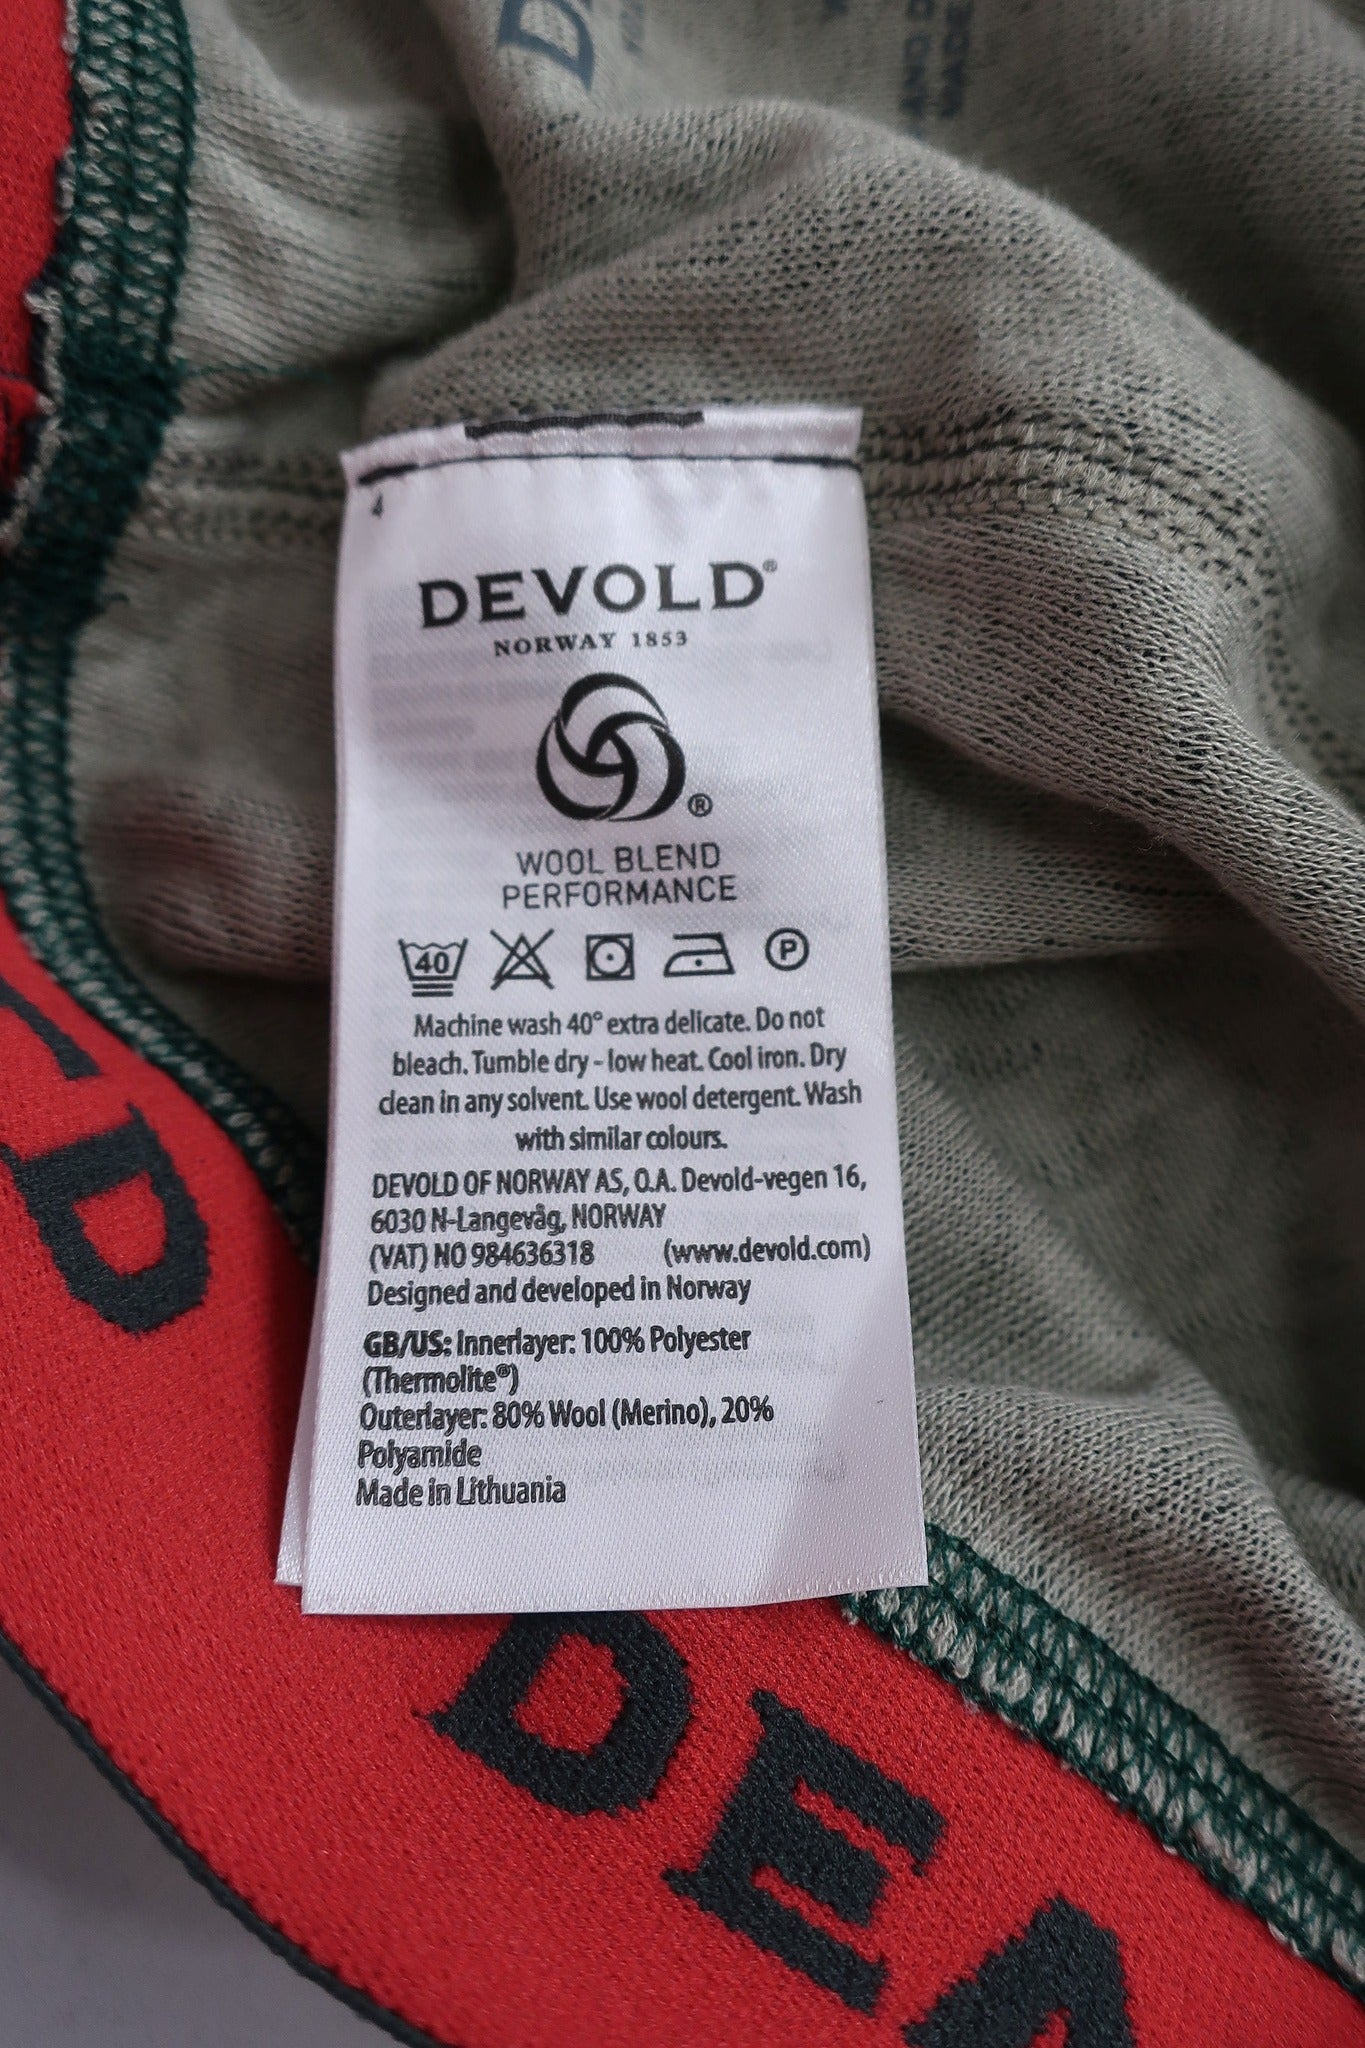 4
DEVOLD®
NORWAY 1853
®
WOOL BLEND
PERFORMANCE
40 P
Machine wash 40° extra delicate. Do not
bleach. Tumble dry - low heat. Cool iron. Dry
clean in any solvent. Use wool detergent. Wash
with similar colours.
DEVOLD OF NORWAY AS, O.A. Devold-vegen 16,
6030 N-Langevåg, NORWAY
(VAT) NO 984636318 (www.devold.com)
Designed and developed in Norway
GB/US: Innerlayer: 100% Polyester
(Thermolite®)
Outerlayer: 80% Wool (Merino), 20%
Polyamide
Made in Lithuania